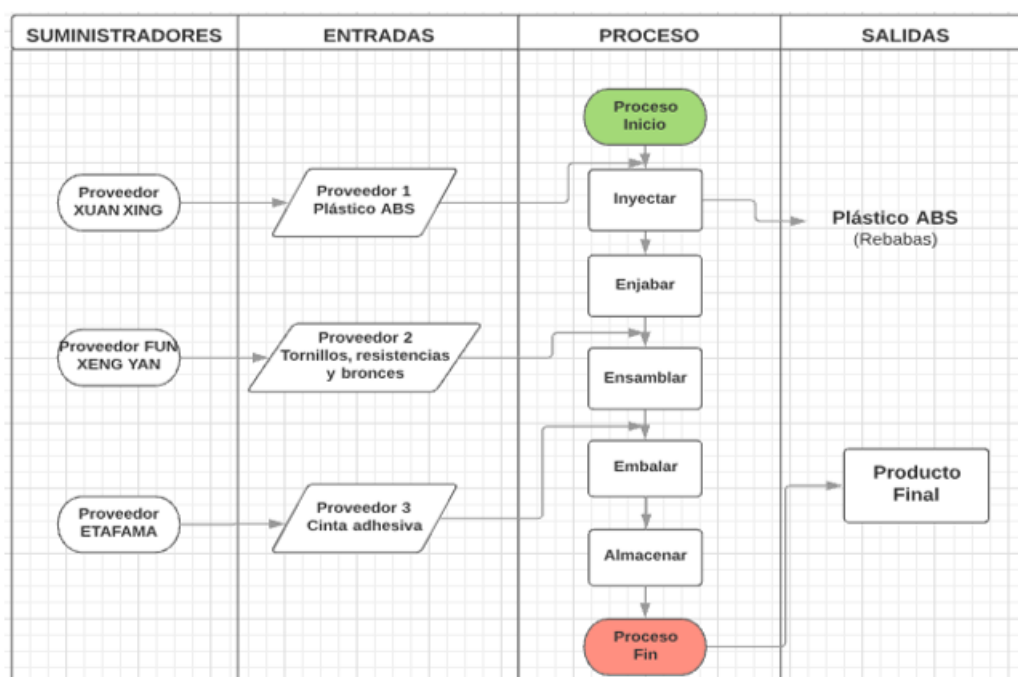 SUMINISTRADORES
ENTRADAS
PROCESO
SALIDAS
Proceso
Inicio
Proveedor
XUAN XING
Proveedor 1
Plástico ABS
Inyectar
Plástico ABS
(Rebabas)
Enjabar
Proveedor FUN
XENG YAN
Proveedor 2
Tornillos, resistencias
y bronces
Ensamblar
Embalar
Producto
Final
Proveedor
ETAFAMA
Proveedor 3
Cinta adhesiva
Almacenar
Proceso
Fin